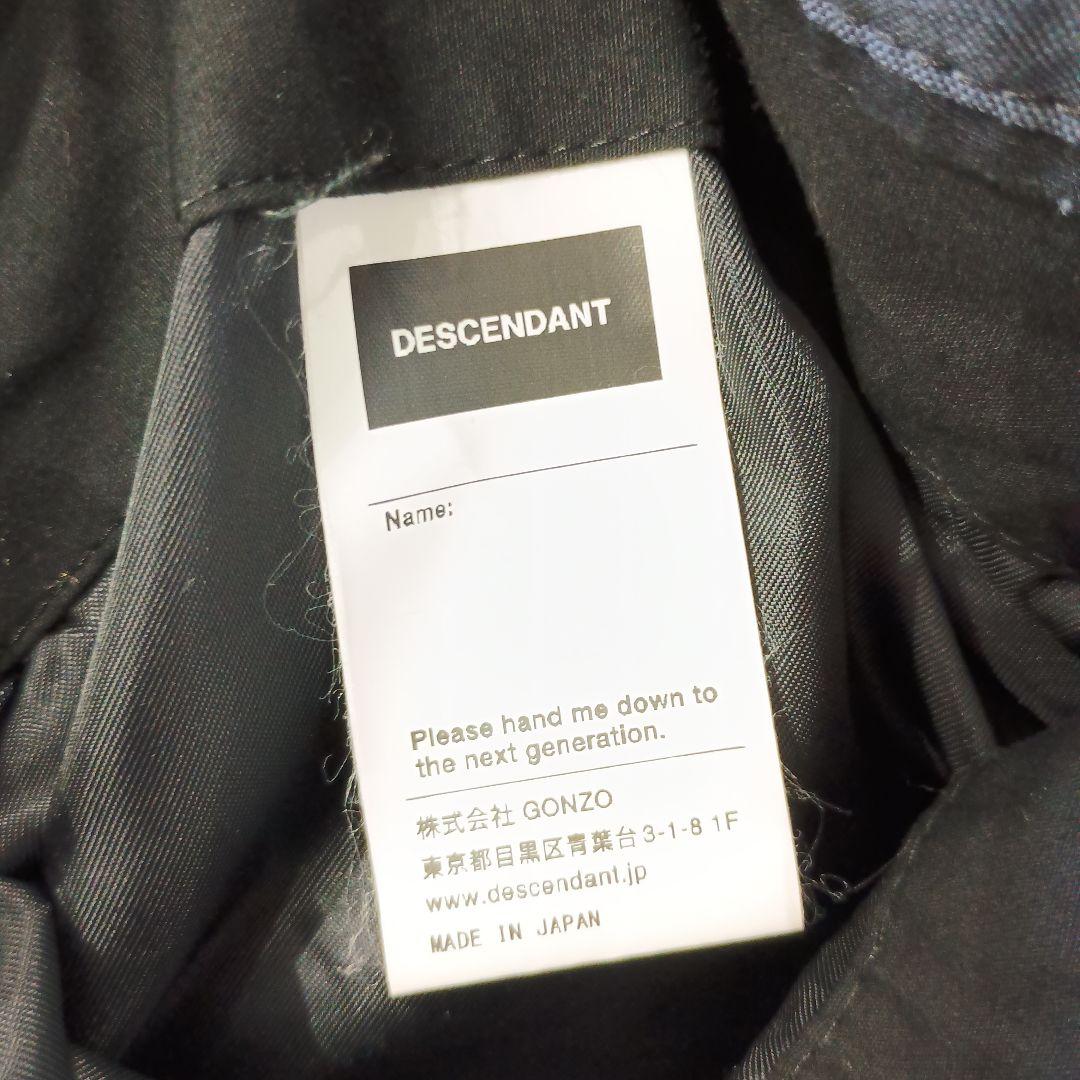 DESCENDANT
Name:
Please hand me down to
the next generation.
株式会社 GONZO
東京都目黒区青葉台3-1-8 1F
www.descendant.jp
MADE IN JAPAN